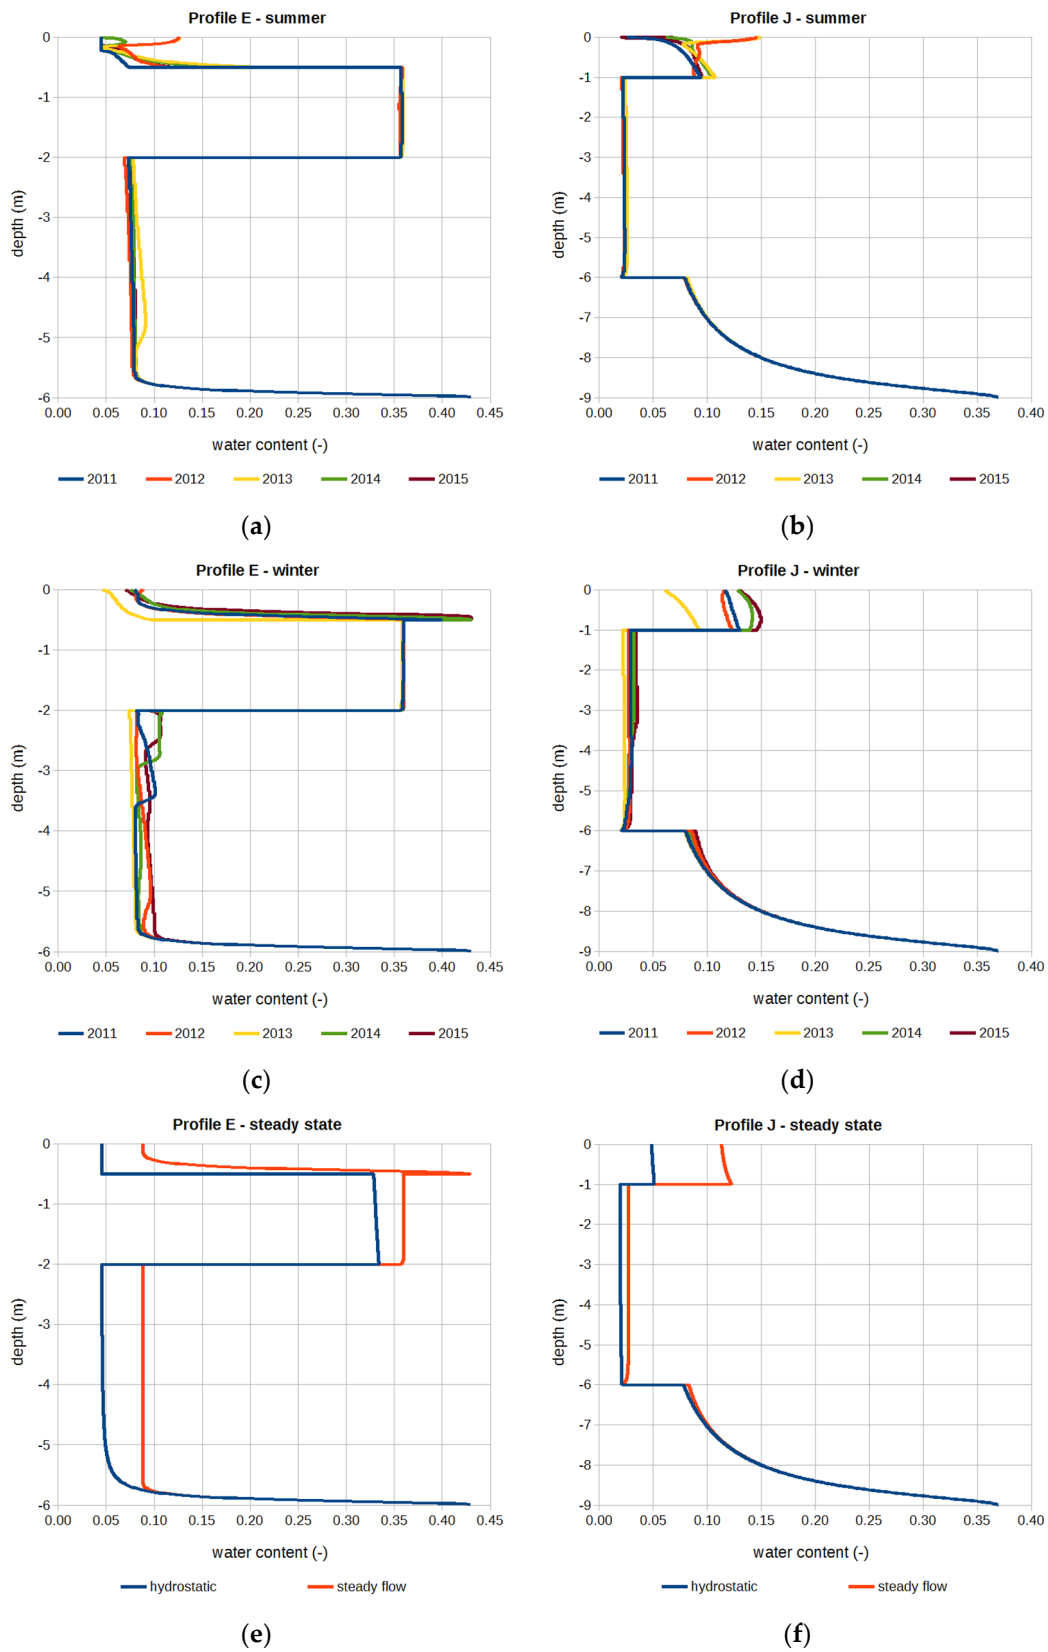 Profile E - summer
0
-1
-2
-3
-4
-5
-6
depth (m)
0.00 0.05 0.10 0.15 0.20 0.25 0.30 0.35 0.40 0.45
water content (-)
2011 2012 2013 2014 2015
(a)
Profile J - summer
0
-1
-2
-3
-4
-5
-6
-7
-8
-9
depth (m)
0.00 0.05 0.10 0.15 0.20 0.25 0.30 0.35 0.40
water content (-)
2011 2012 2013 2014 2015
(b)
Profile E - winter
0
-1
-2
-3
-4
-5
-6
depth (m)
0.00 0.05 0.10 0.15 0.20 0.25 0.30 0.35 0.40 0.45
water content (-)
2011 2012 2013 2014 2015
(c)
Profile J - winter
0
-1
-2
-3
-4
-5
-6
-7
-8
-9
depth (m)
0.00 0.05 0.10 0.15 0.20 0.25 0.30 0.35 0.40
water content (-)
2011 2012 2013 2014 2015
(d)
Profile E - steady state
0
-1
-2
-3
-4
-5
-6
depth (m)
0.00 0.05 0.10 0.15 0.20 0.25 0.30 0.35 0.40 0.45
water content (-)
hydrostatic steady flow
(e)
Profile J - steady state
0
-1
-2
-3
-4
-5
-6
-7
-8
-9
depth (m)
0.00 0.05 0.10 0.15 0.20 0.25 0.30 0.35 0.40
water content (-)
hydrostatic steady flow
(f)